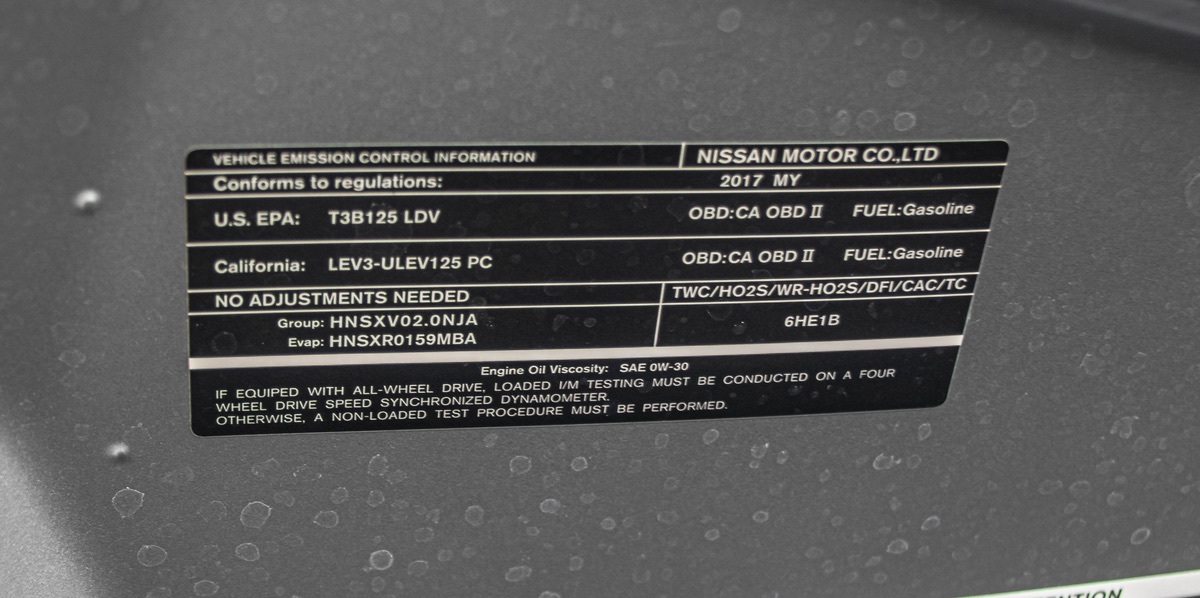 VEHICLE EMISSION CONTROL INFORMATION NISSAN MOTOR CO.,LTD
Conforms to regulations: 2017 MY
U.S. EPA: T3B125 LDV OBD:CA OBD II FUEL:Gasoline
California: LEV3-ULEV125 PC OBD:CA OBD II FUEL:Gasoline
NO ADJUSTMENTS NEEDED TWC/HO2S/WR-HO2S/DFI/CAC/TC
Group: HNSXV02.0NJA 6HE1B
Evap: HNSXR0159MBA
Engine Oil Viscosity: SAE 0W-30
IF EQUIPED WITH ALL-WHEEL DRIVE, LOADED I/M TESTING MUST BE CONDUCTED ON A FOUR
WHEEL DRIVE SPEED SYNCHRONIZED DYNAMOMETER.
OTHERWISE, A NON-LOADED TEST PROCEDURE MUST BE PERFORMED.